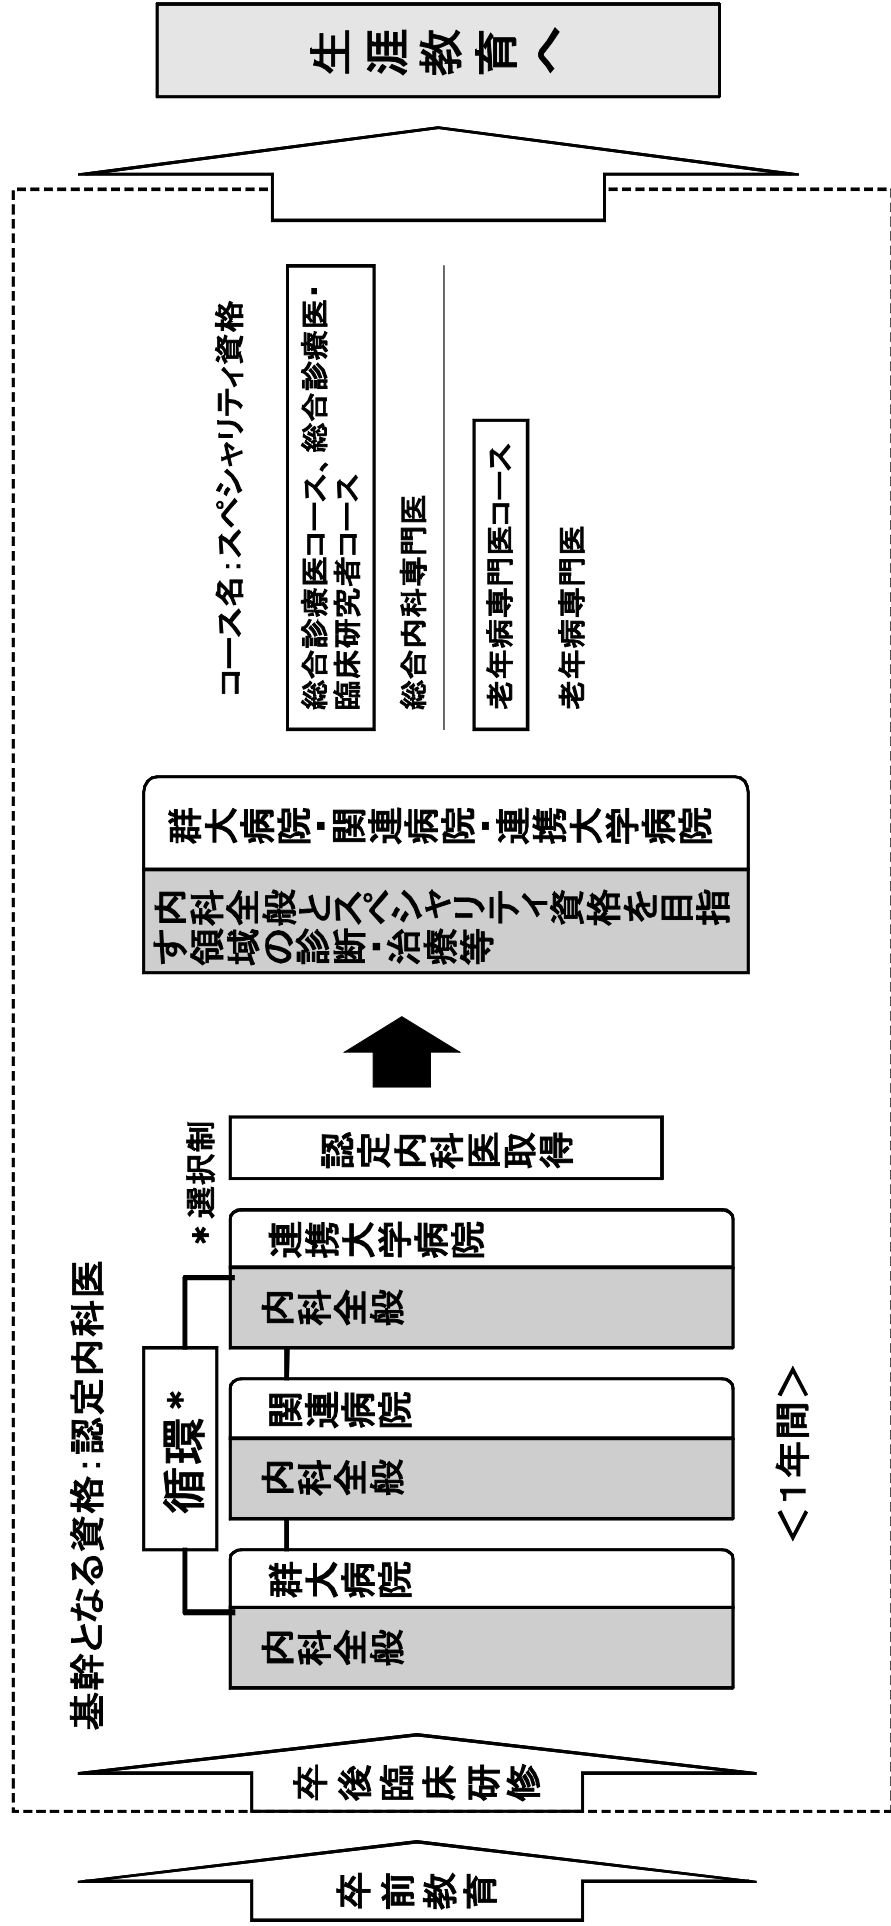 卒前教育
卒後臨床研修
基幹となる資格：認定内科医
循環*
*選択制
内科全般
群大病院
内科全般
関連病院
内科全般
連携大学病院
認定内科医取得
＜１年間＞
内科全般とスペシャリティ資格を目指
す領域の診断・治療等
群大病院・関連病院・連携大学病院
コース名：スペシャリティ資格
総合診療医コース、総合診療医・
臨床研究者コース
総合内科専門医
老年病専門医コース
老年病専門医
生涯教育へ